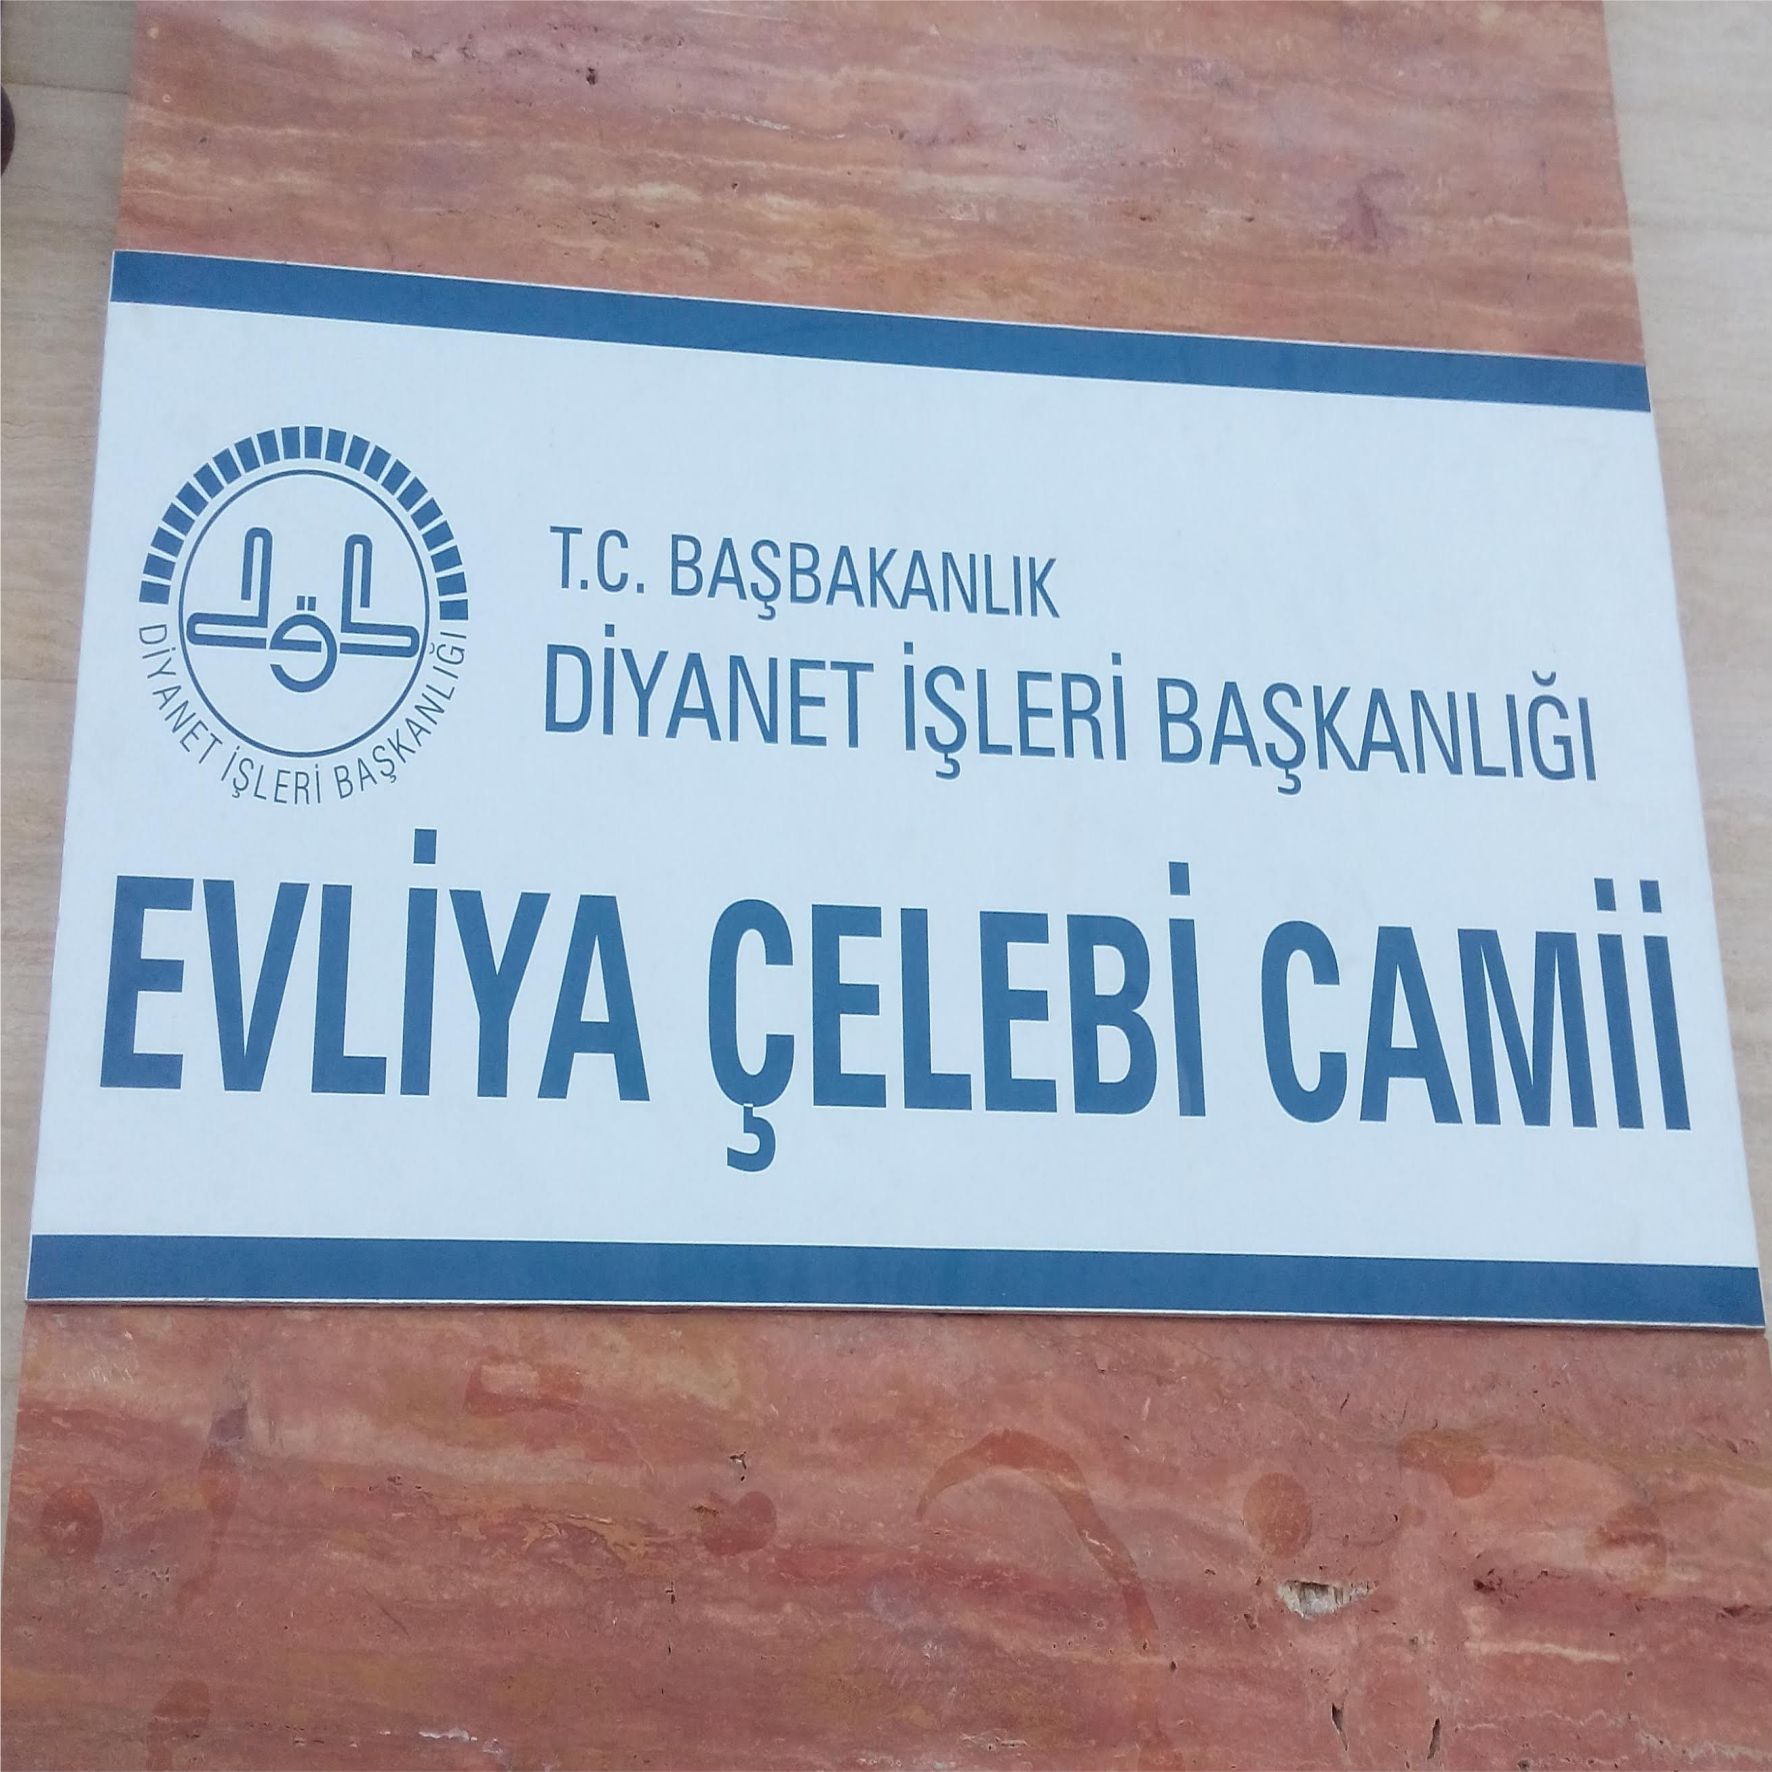 T.C. BAŞBAKANLIK
DİYANET İŞLERİ BAŞKANLIĞI
DİYANET İŞLERİ BAŞKANLIĞI
EVLİYA ÇELEBİ CAMİİ